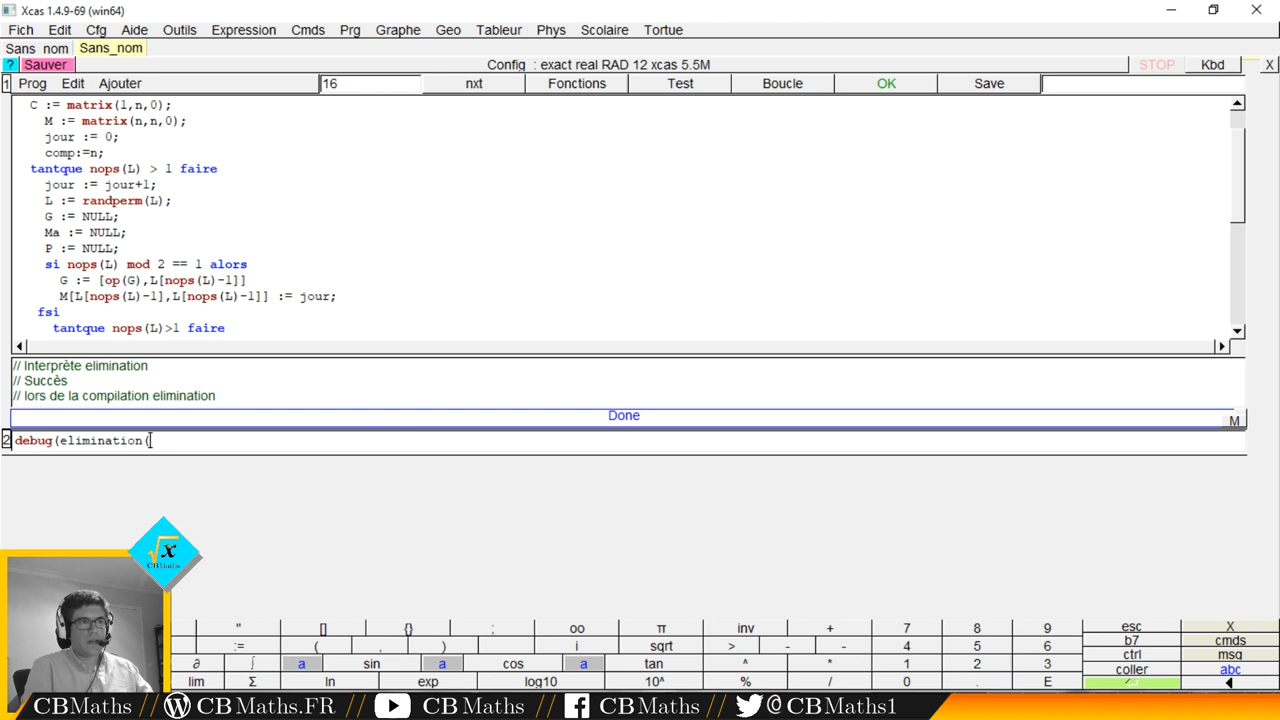 Xcas 1.4.9-69 (win64)
Fich Edit Cfg Aide Outils Expression Cmds Prg Graphe Geo Tableur Phys Scolaire Tortue
Sans_nom Sans_nom
? Sauver Config : exact real RAD 12 xcas 5.5M STOP Kbd X
1 Prog Edit Ajouter 16 nxt Fonctions Test Boucle OK Save
C := matrix(1,n,0);
M := matrix(n,n,0);
jour := 0;
comp:=n;
tantque nops(L) > 1 faire
jour := jour+1;
L := randperm(L);
G := NULL;
Ma := NULL;
P := NULL;
si nops(L) mod 2 == 1 alors
G := [op(G),L[nops(L)-1]]
M[L[nops(L)-1],L[nops(L)-1]] := jour;
fsi
tantque nops(L)>1 faire
// Interprète elimination
// Succès
// lors de la compilation elimination
Done
M
2 debug(elimination(
√x
CBMaths
" [] {} ; oo π inv + 7 8 9 esc X
:= ( , ) i sqrt > - - 4 5 6 b7 cmds
ctrl msg
∂ ∫ a sin a cos a tan ^ * 1 2 3 coller abc
lim Σ ln exp log10 10^ % / 0 . E
CBMaths CBMaths.FR CBMaths CBMaths @CBMaths1